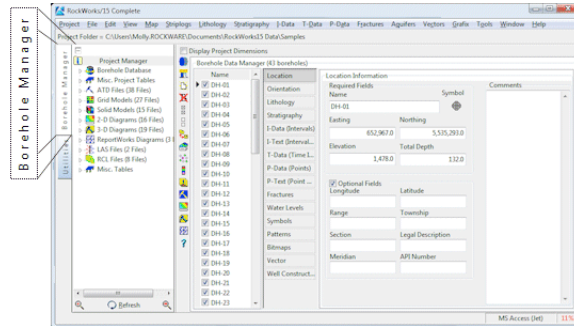 RockWorks/15 Complete
Project File Edit View Map Striplogs Lithology Stratigraphy I-Data T-Data P-Data Fractures Aquifers Vectors Grafix Tools Window Help
Project Folder = C:\Users\Molly.ROCKWARE\Documents\RockWorks15 Data\Samples
Borehole Manager
Borehole Manager
Utilities
Project Manager
Borehole Database
Misc. Project Tables
ATD Files (38 Files)
Grid Models (27 Files)
Solid Models (15 Files)
2-D Diagrams (16 Files)
3-D Diagrams (19 Files)
ReportWorks Diagrams (3
LAS Files (2 Files)
RCL Files (8 Files)
Misc. Tables
Refresh
Display Project Dimensions
Borehole Data Manager (43 boreholes)
Name
DH-01
DH-02
DH-03
DH-04
DH-05
DH-06
DH-07
DH-08
DH-09
DH-10
DH-11
DH-12
DH-13
DH-14
DH-15
DH-16
DH-17
DH-18
DH-19
DH-20
DH-21
DH-22
DH-23
Location
Orientation
Lithology
Stratigraphy
I-Data (Intervals)
I-Text (Interval...
T-Data (Time I...
P-Data (Points)
P-Text (Point ...
Fractures
Water Levels
Symbols
Patterns
Bitmaps
Vector
Well Construct...
Location Information
Required Fields
Name Symbol
DH-01
Easting Northing
652,967.0 5,535,293.0
Elevation Total Depth
1,478.0 132.0
Optional Fields
Longitude Latitude
Range Township
Section Legal Description
Meridian API Number
Comments
MS Access (Jet) 11%